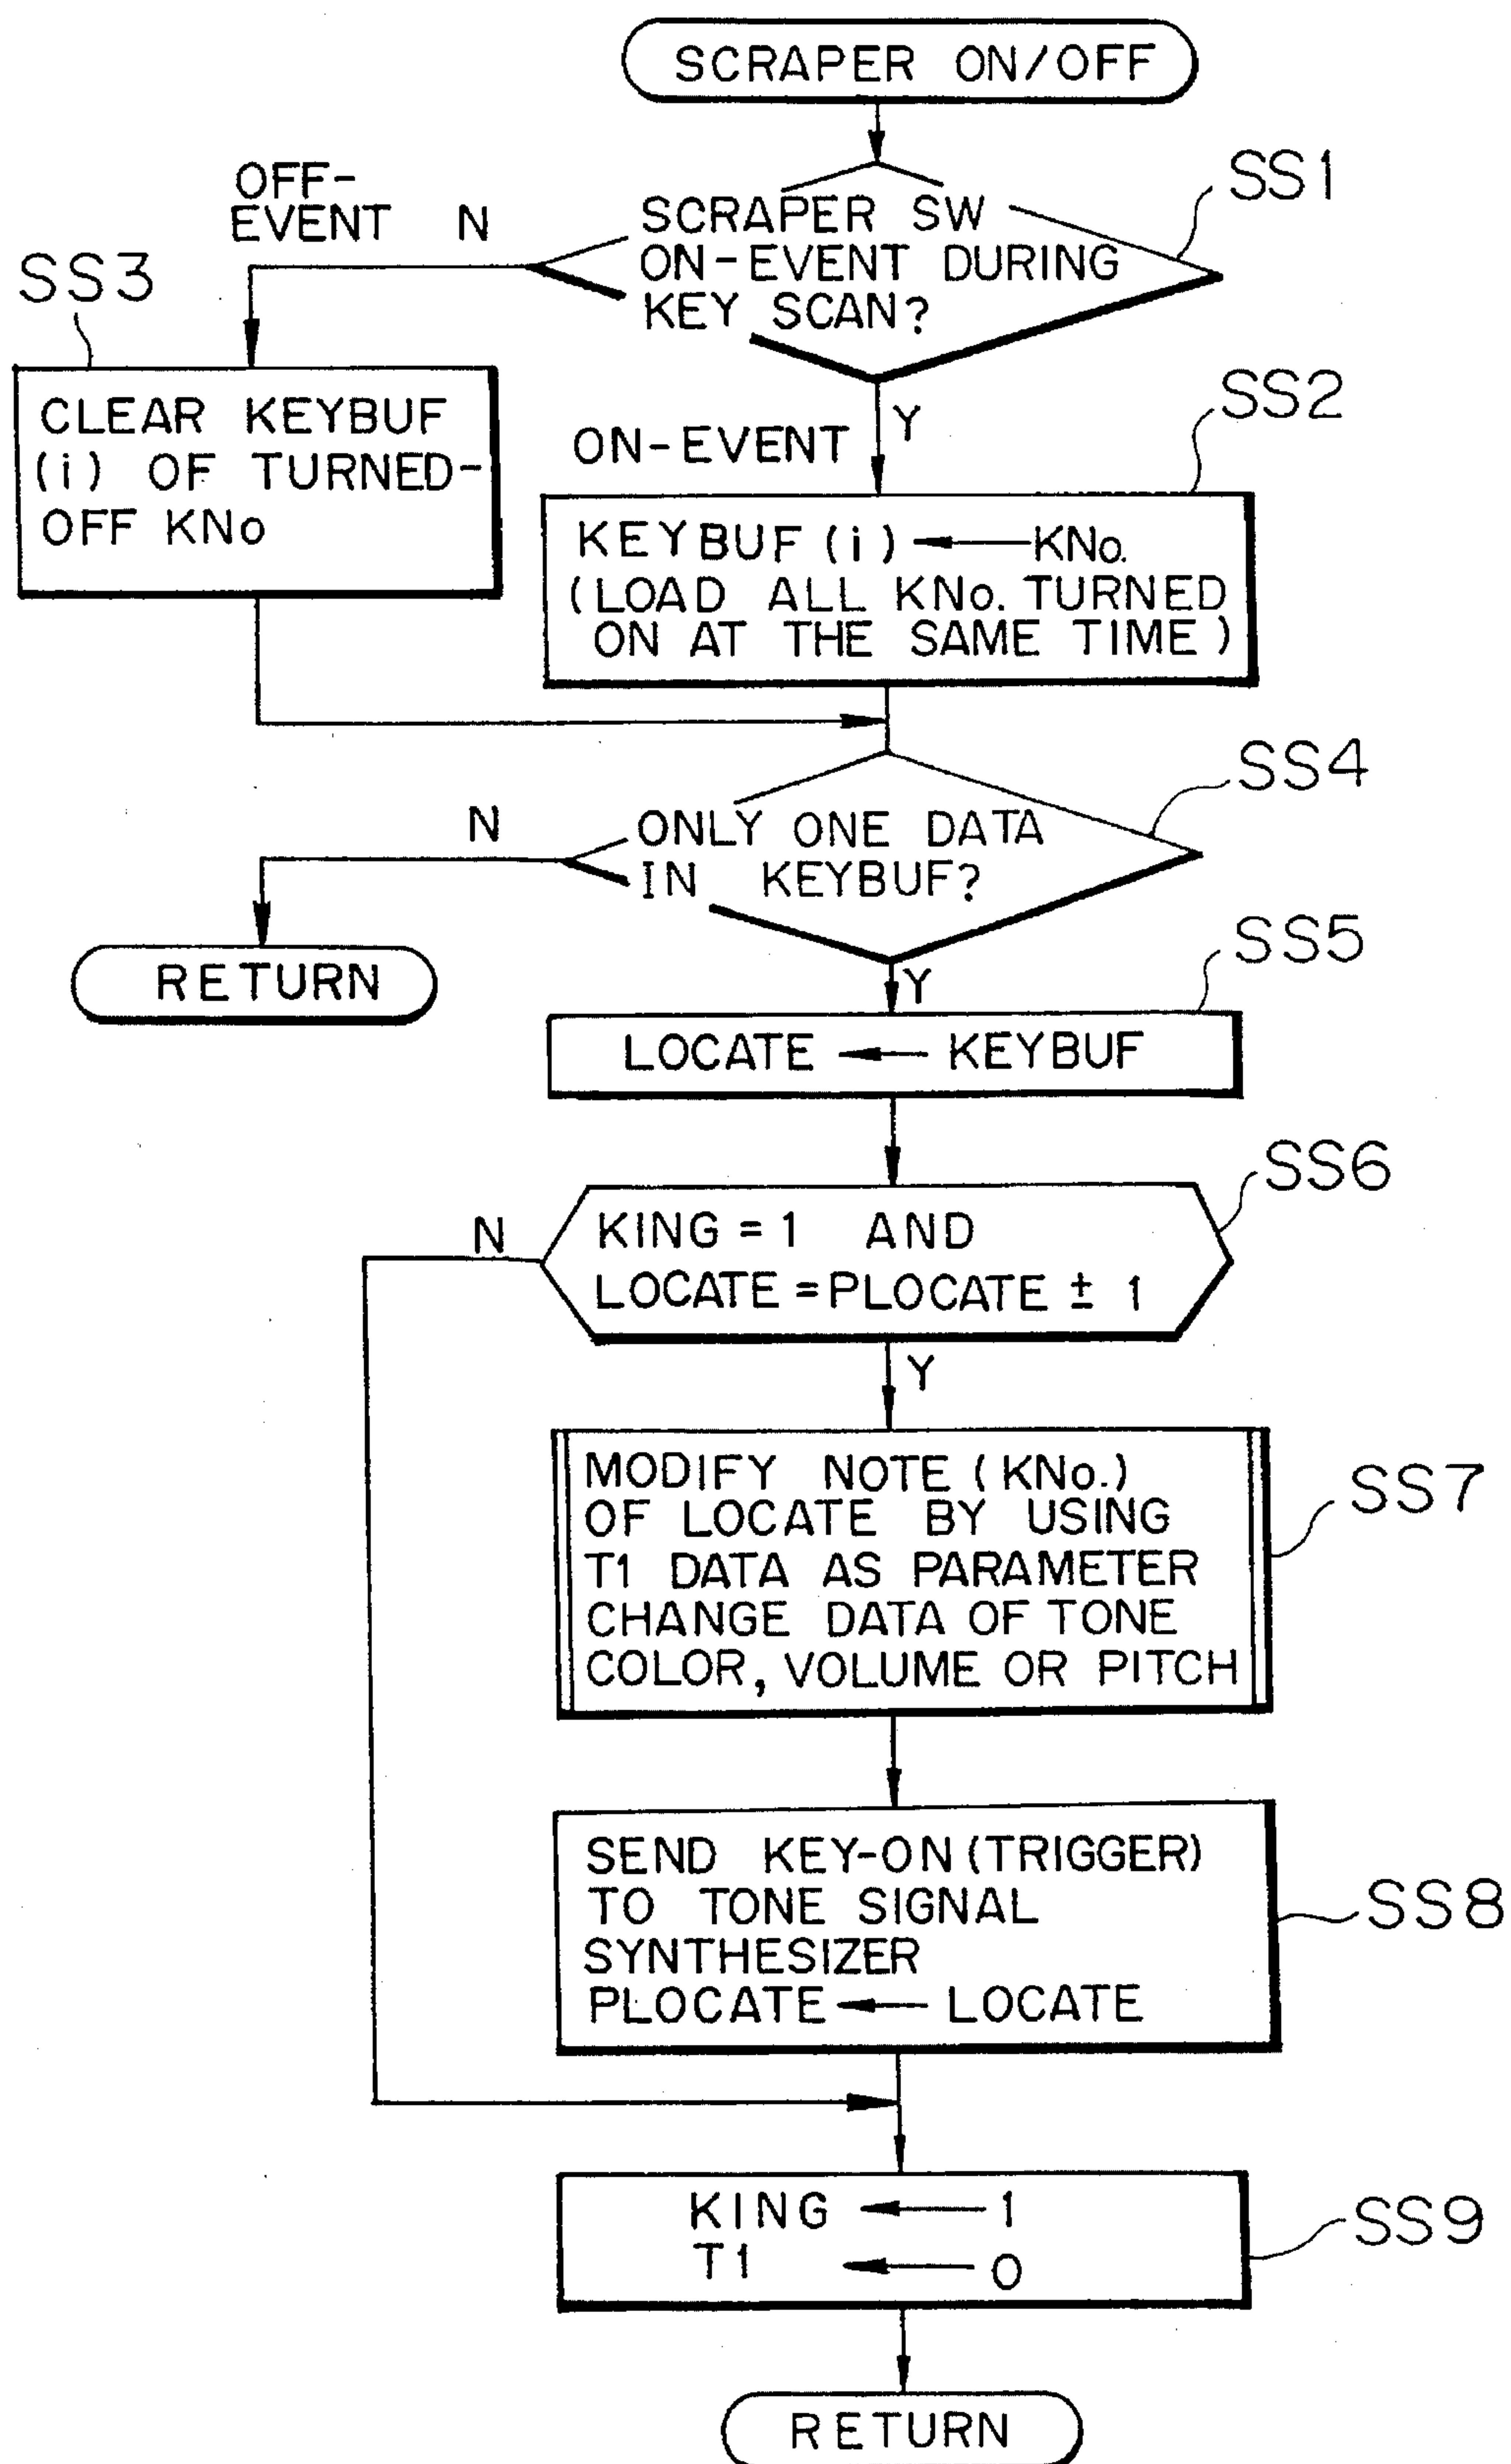 SCRAPER ON/OFF
SS1
OFF-
EVENT N
SCRAPER SW
ON-EVENT DURING
KEY SCAN?
SS3
CLEAR KEYBUF
(i) OF TURNED-
OFF KNo
Y
ON-EVENT
SS2
KEYBUF (i) ← KNo.
(LOAD ALL KNo. TURNED
ON AT THE SAME TIME)
SS4
N
ONLY ONE DATA
IN KEYBUF?
RETURN
Y
SS5
LOCATE ← KEYBUF
SS6
N
KING = 1 AND
LOCATE = PLOCATE ± 1
Y
SS7
MODIFY NOTE (KNo.)
OF LOCATE BY USING
T1 DATA AS PARAMETER
CHANGE DATA OF TONE
COLOR, VOLUME OR PITCH
SS8
SEND KEY-ON (TRIGGER)
TO TONE SIGNAL
SYNTHESIZER
PLOCATE ← LOCATE
SS9
KING ← 1
T1 ← 0
RETURN